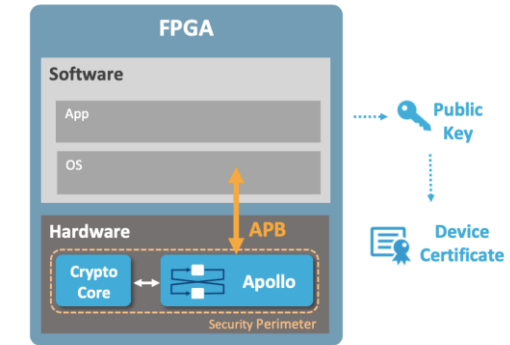 FPGA
Software
App
OS
Hardware
APB
Crypto
Core
Apollo
Security Perimeter
Public
Key
Device
Certificate